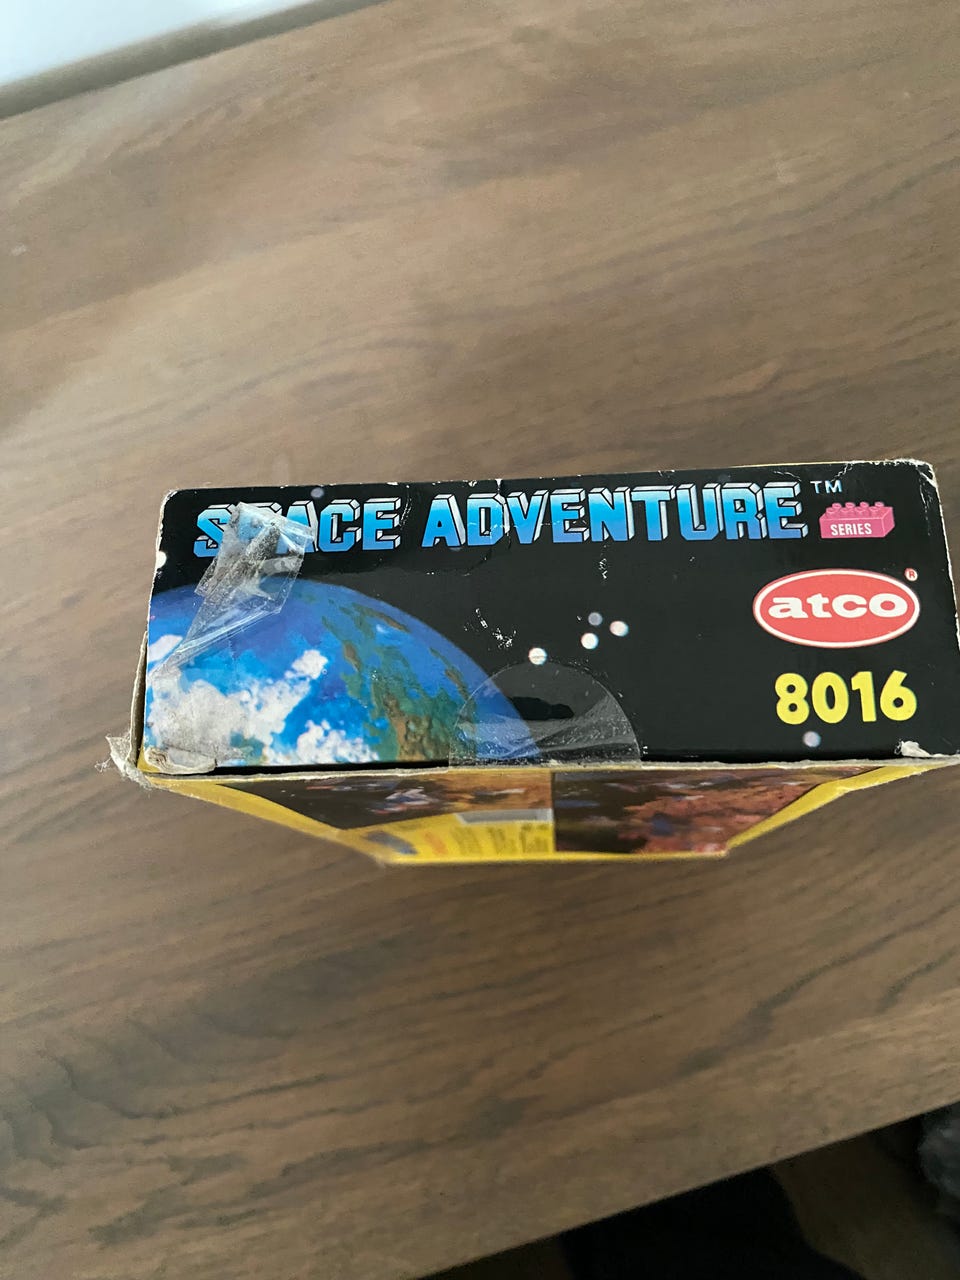 SPACE ADVENTURE™
SERIES
atco®
8016